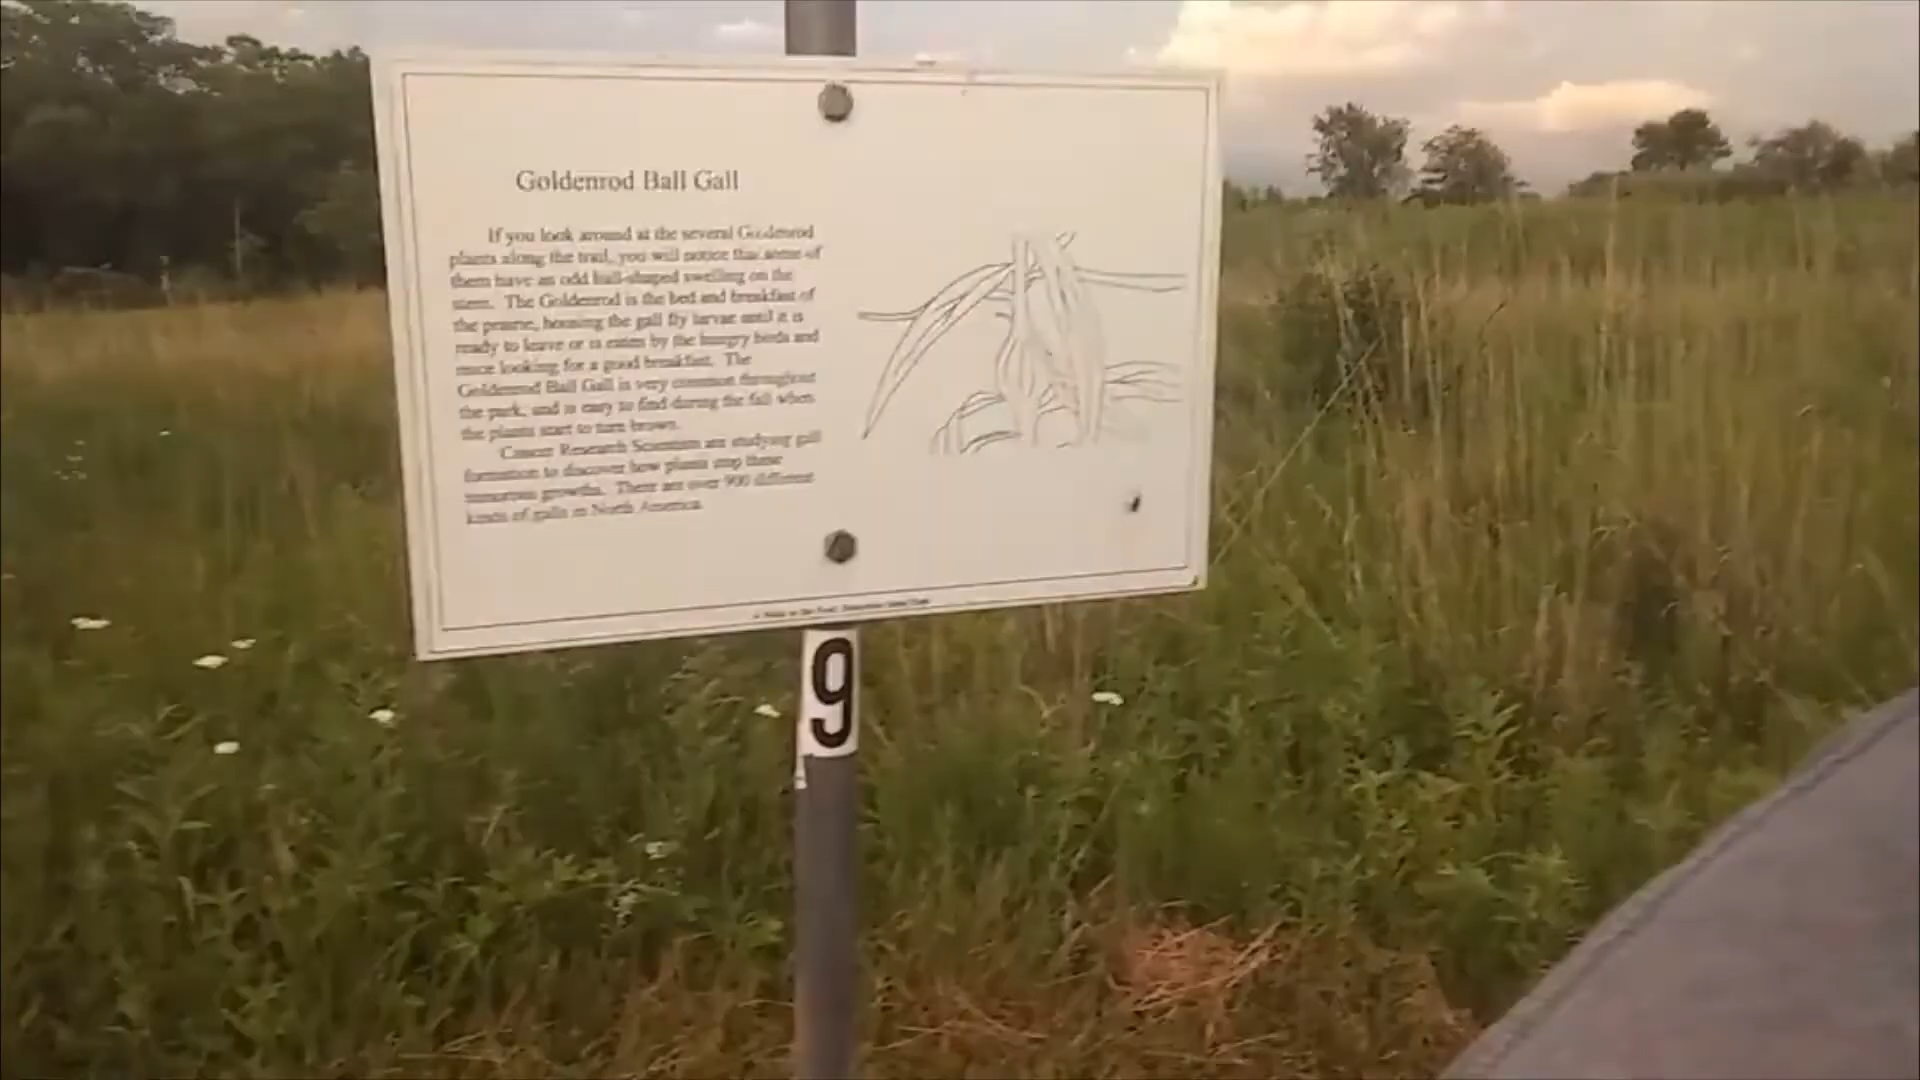 Goldenrod Ball Gall
If you look around at the several Goldenrod
plants along the trail, you will notice that some of
them have an odd ball-shaped swelling on the
stem. The Goldenrod is the bed and breakfast of
the prairie, housing the gall fly larvae until it is
ready to leave or is eaten by the hungry birds and
mice looking for a good breakfast. The
Goldenrod Ball Gall is very common throughout
the park, and is easy to find during the fall when
the plants start to turn brown.
Cancer Research Scientists are studying gall
formation to discover how plants stop these
tumorous growths. There are over 900 different
kinds of galls in North America.
9